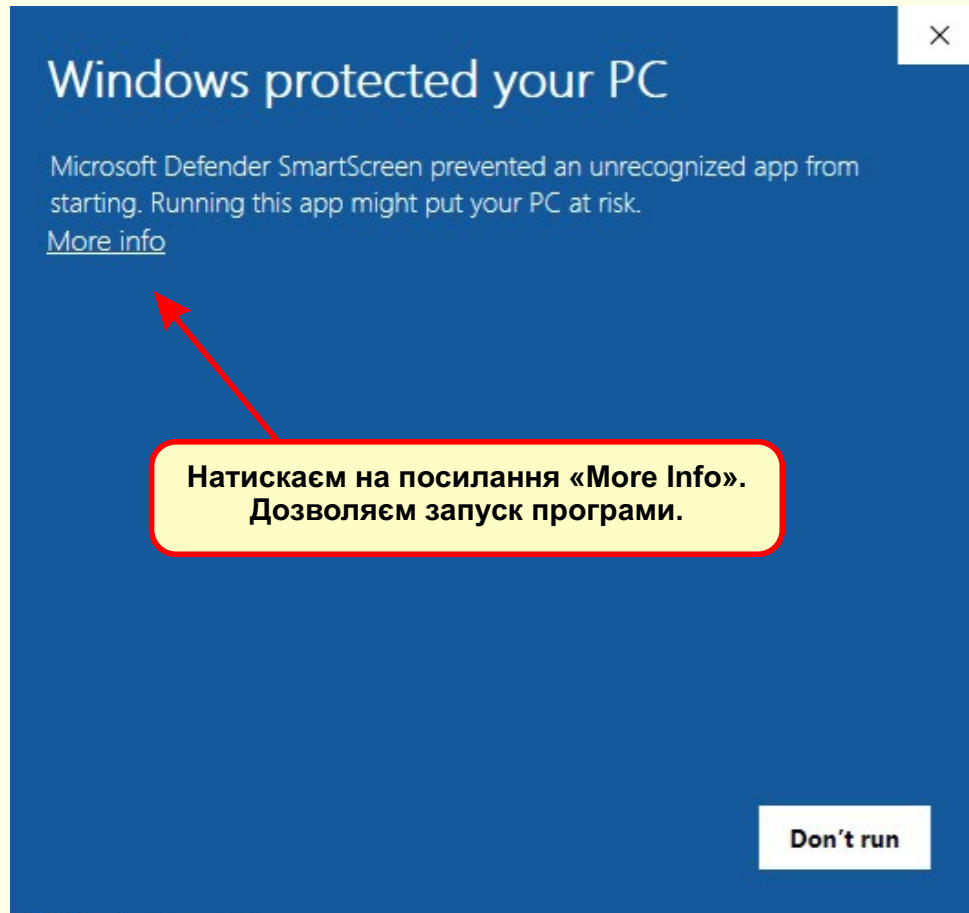 Windows protected your PC
Microsoft Defender SmartScreen prevented an unrecognized app from
starting. Running this app might put your PC at risk.
More info
Натискаєм на посилання «More Info».
Дозволяєм запуск програми.
Don't run